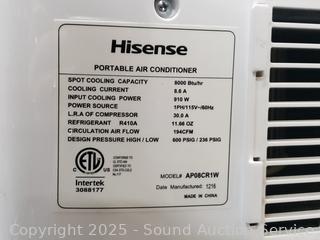 Hisense
PORTABLE AIR CONDITIONER
SPOT COOLING CAPACITY 8000 Btu/hr
COOLING CURRENT 8.0 A
INPUT COOLING POWER 910 W
POWER SOURCE 1PH/115V~/60Hz
L.R.A OF COMPRESSOR 30.0 A
REFRIGERANT R410A 11.66 OZ
CIRCULATION AIR FLOW 194CFM
DESIGN PRESSURE HIGH / LOW 600 PSIG / 236 PSIG
ETL
Intertek
3088177
MODEL# AP08CR1W
Date Manufactured: 1216
MADE IN CHINA
Copyright 2025 - Sound Auction Service